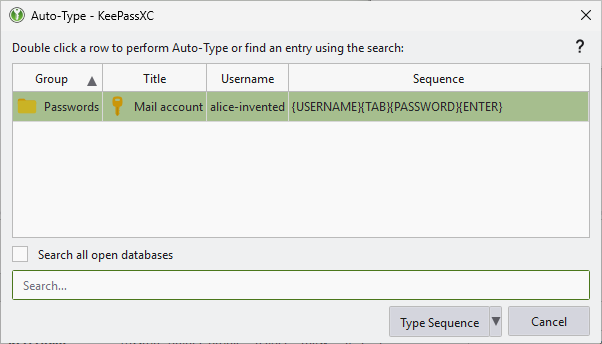 Auto-Type - KeePassXC
Double click a row to perform Auto-Type or find an entry using the search:
?
Group Title Username Sequence
Passwords Mail account alice-invented {USERNAME}{TAB}{PASSWORD}{ENTER}
Search all open databases
Search...
Type Sequence Cancel